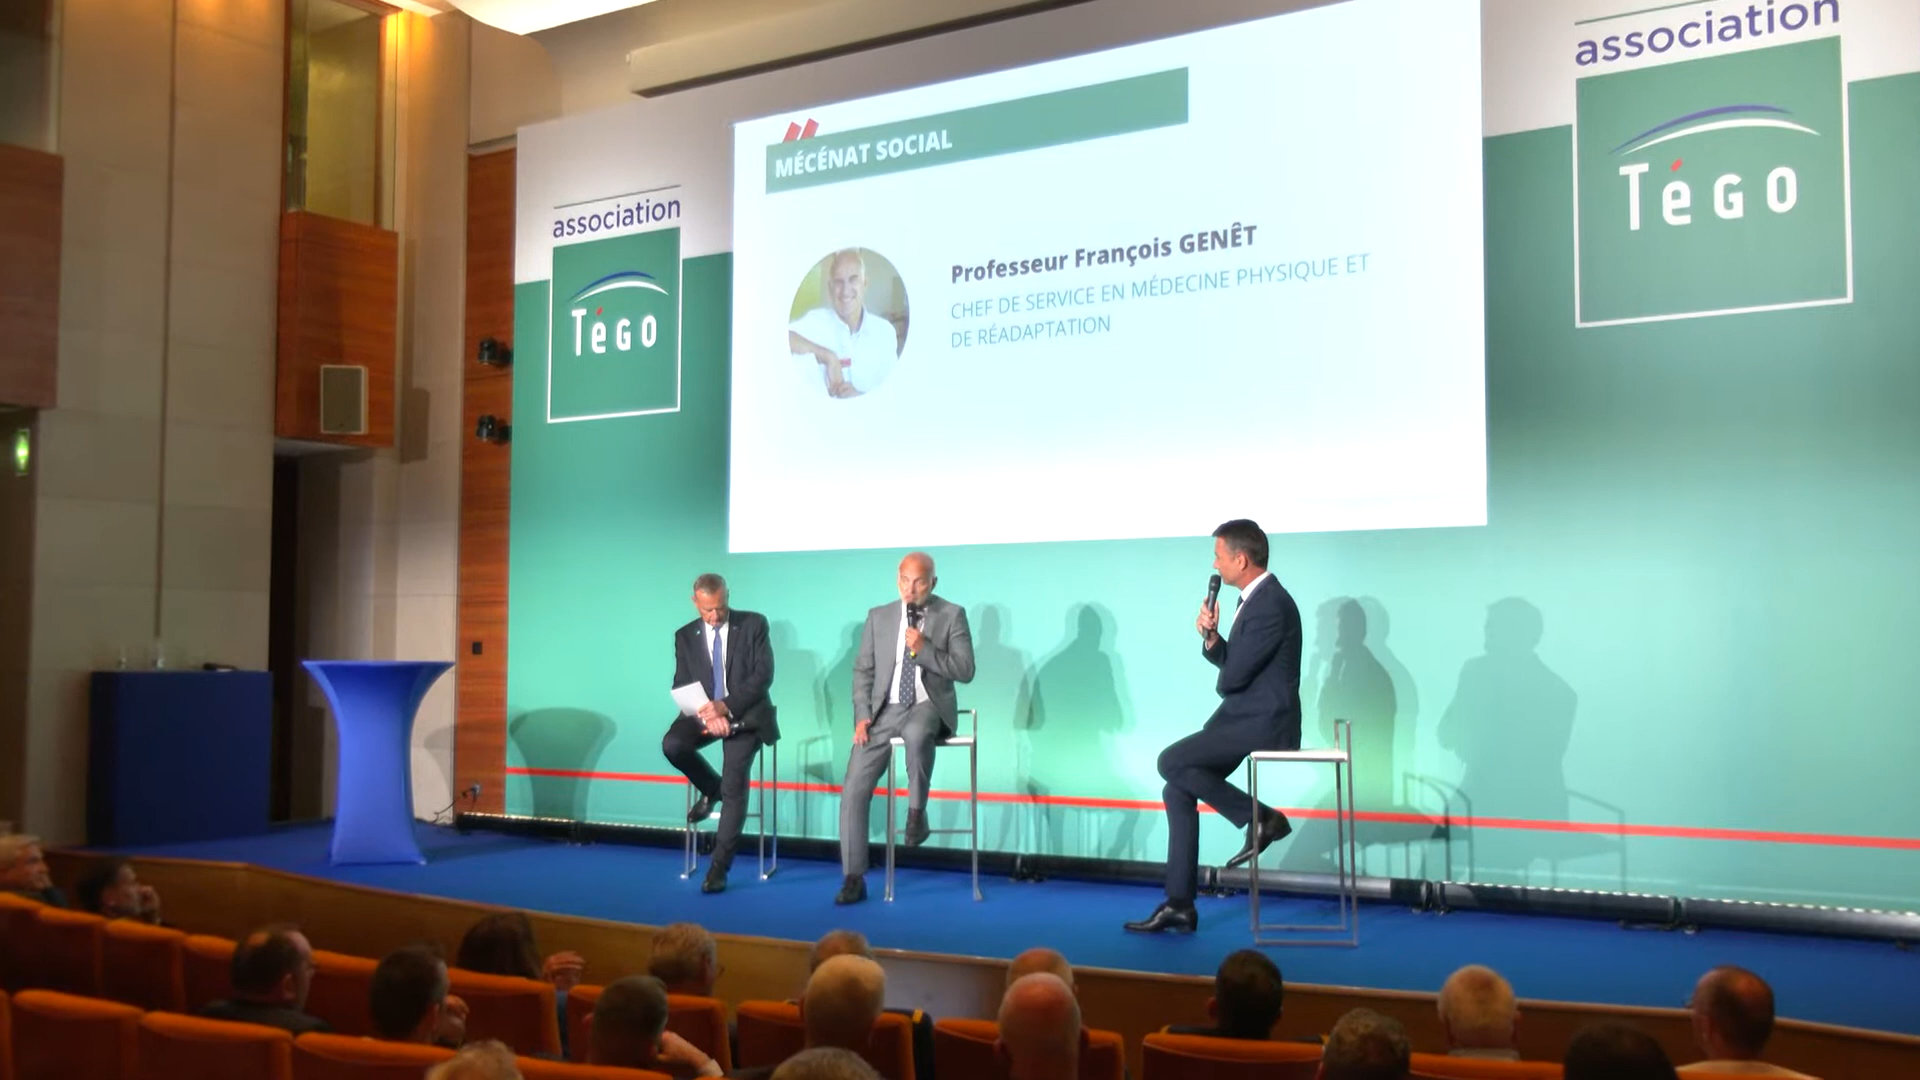 association
TéGO
MÉCÉNAT SOCIAL
Professeur François GENÊT
CHEF DE SERVICE EN MÉDECINE PHYSIQUE ET
DE RÉADAPTATION
association
TéGO